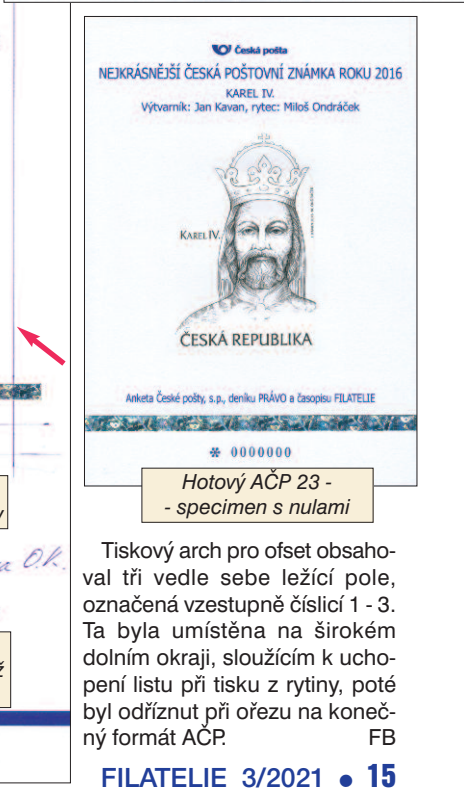 Česká pošta
NEJKRÁSNĚJŠÍ ČESKÁ POŠTOVNÍ ZNÁMKA ROKU 2016
KAREL IV.
Výtvarník: Jan Kavan, rytec: Miloš Ondráček
KAREL IV.
ČESKÁ REPUBLIKA
Anketa České pošty, s.p., deníku PRÁVO a časopisu FILATELIE
* 0000000
Hotový AČP 23 -
- specimen s nulami
O.K.
Tiskový arch pro ofset obsaho-
val tři vedle sebe ležící pole,
označená vzestupně číslicí 1 - 3.
Ta byla umístěna na širokém
dolním okraji, sloužícím k ucho-
pení listu při tisku z rytiny, poté
byl odříznut při ořezu na koneč-
ný formát AČP. FB
FILATELIE 3/2021 ● 15